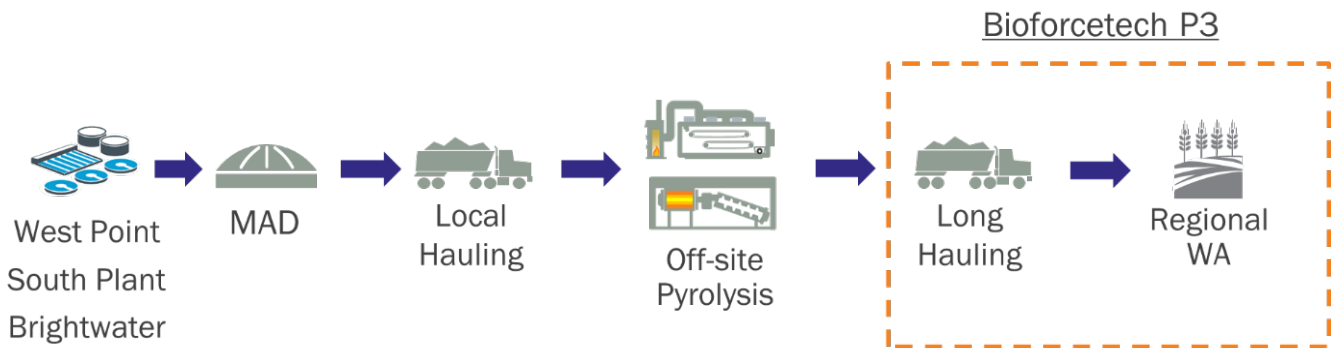 Bioforcetech P3
West Point
South Plant
Brightwater
MAD
Local
Hauling
Off-site
Pyrolysis
Long
Hauling
Regional
WA